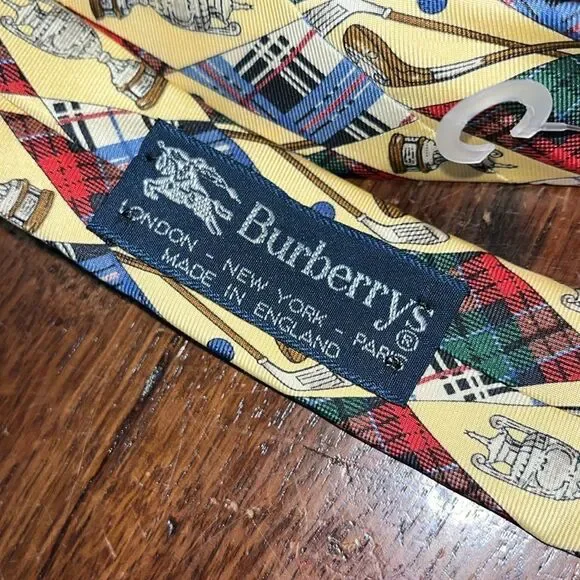 Burberrys®
LONDON - NEW YORK - PARIS
MADE IN ENGLAND